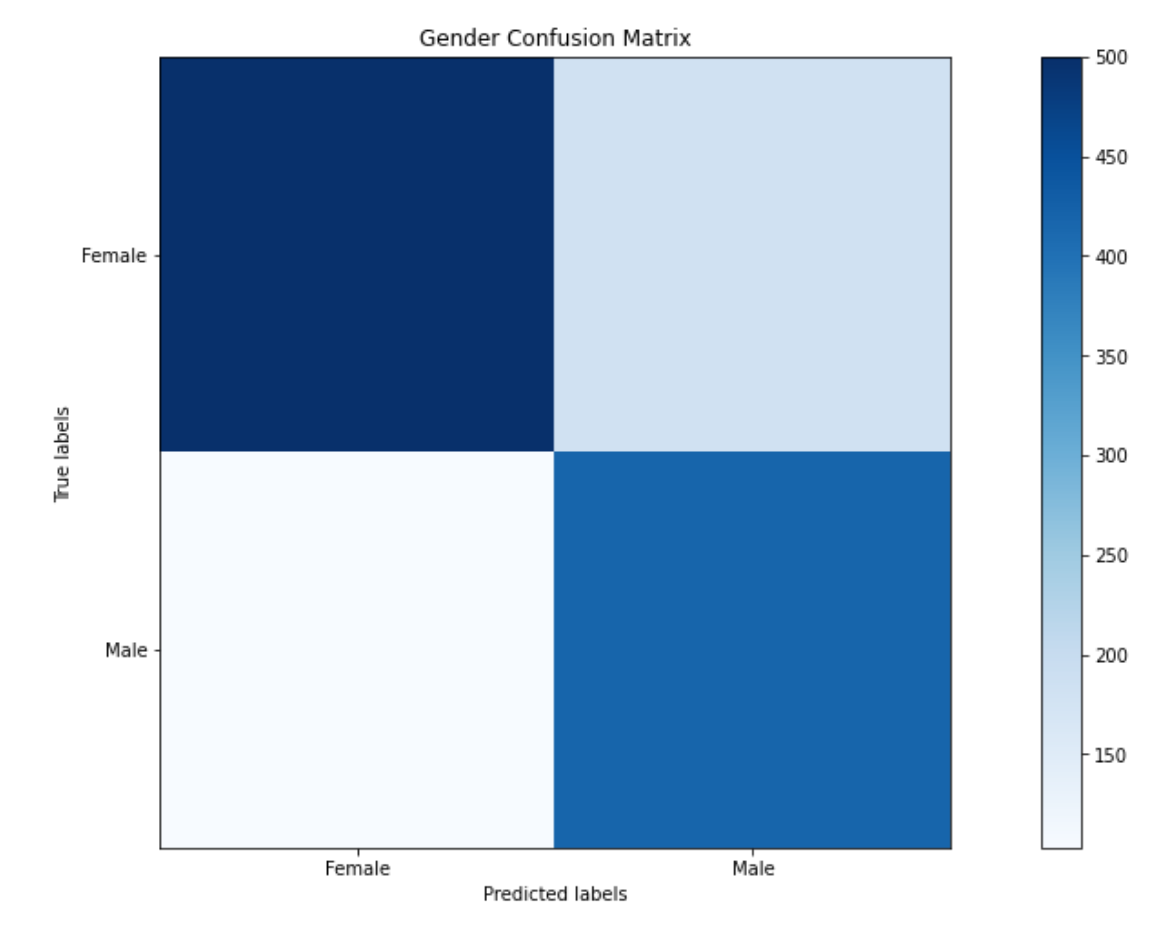 Gender Confusion Matrix
500
450
400
350
300
250
200
150
Female
Male
True labels
Female
Male
Predicted labels